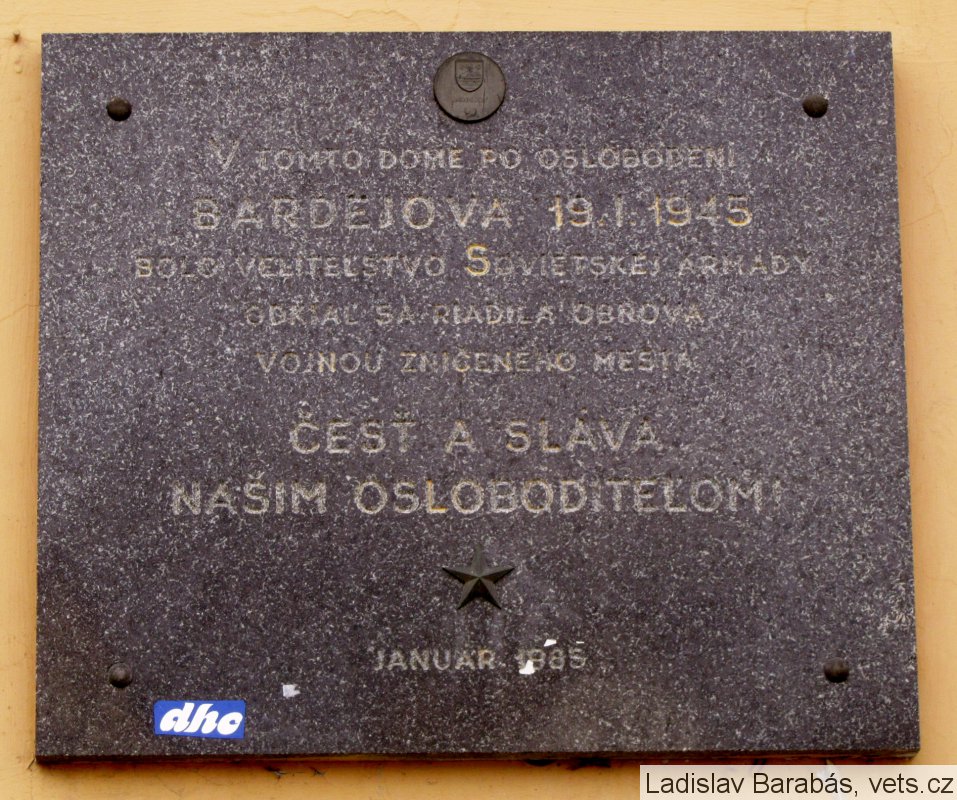 V TOMTO DOME PO OSLOBODENÍ
BARDEJOVA 19.I.1945
BOLO VELITEĽSTVO SOVIETSKEJ ARMÁDY
ODKIAĽ SA RIADILA OBNOVA
VOJNOU ZNIČENÉHO MESTA
ČESŤ A SLÁVA
NAŠIM OSLOBODITEĽOM!
JANUÁR 1985
dhc
Ladislav Barabás, vets.cz